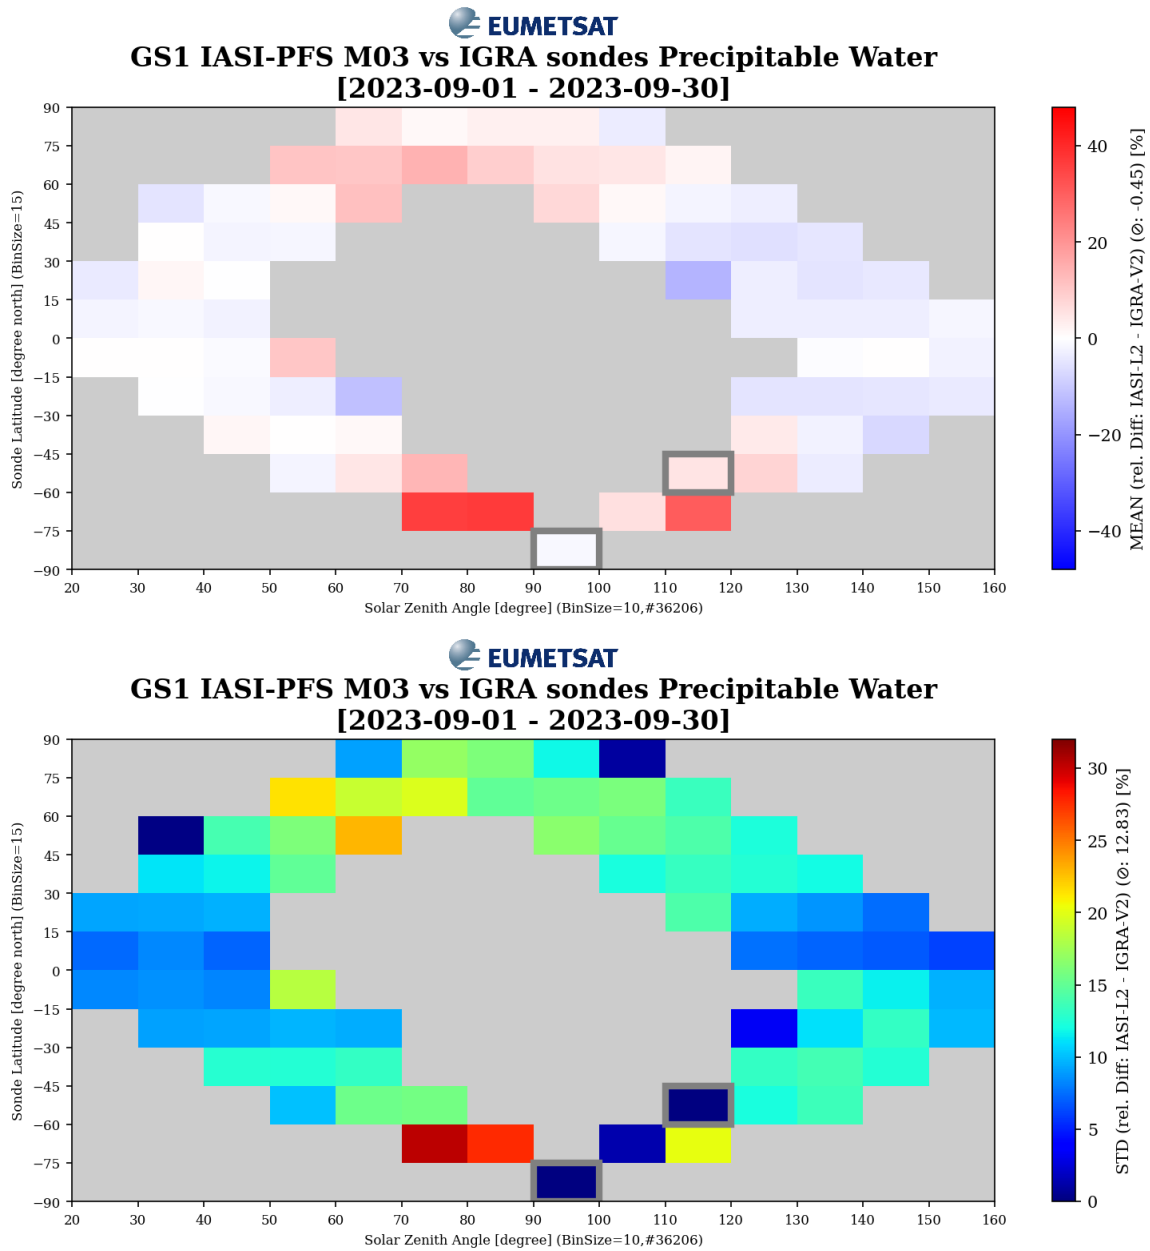 EUMETSAT
GS1 IASI-PFS M03 vs IGRA sondes Precipitable Water
[2023-09-01 - 2023-09-30]
90
75
60
45
30
15
0
−15
−30
−45
−60
−75
−90
Sonde Latitude [degree north] (BinSize=15)
20 30 40 50 60 70 80 90 100 110 120 130 140 150 160
Solar Zenith Angle [degree] (BinSize=10,#36206)
40
20
0
−20
−40
MEAN (rel. Diff: IASI-L2 - IGRA-V2) (⊘: -0.45) [%]
EUMETSAT
GS1 IASI-PFS M03 vs IGRA sondes Precipitable Water
[2023-09-01 - 2023-09-30]
90
75
60
45
30
15
0
−15
−30
−45
−60
−75
−90
Sonde Latitude [degree north] (BinSize=15)
20 30 40 50 60 70 80 90 100 110 120 130 140 150 160
Solar Zenith Angle [degree] (BinSize=10,#36206)
30
25
20
15
10
5
0
STD (rel. Diff: IASI-L2 - IGRA-V2) (⊘: 12.83) [%]